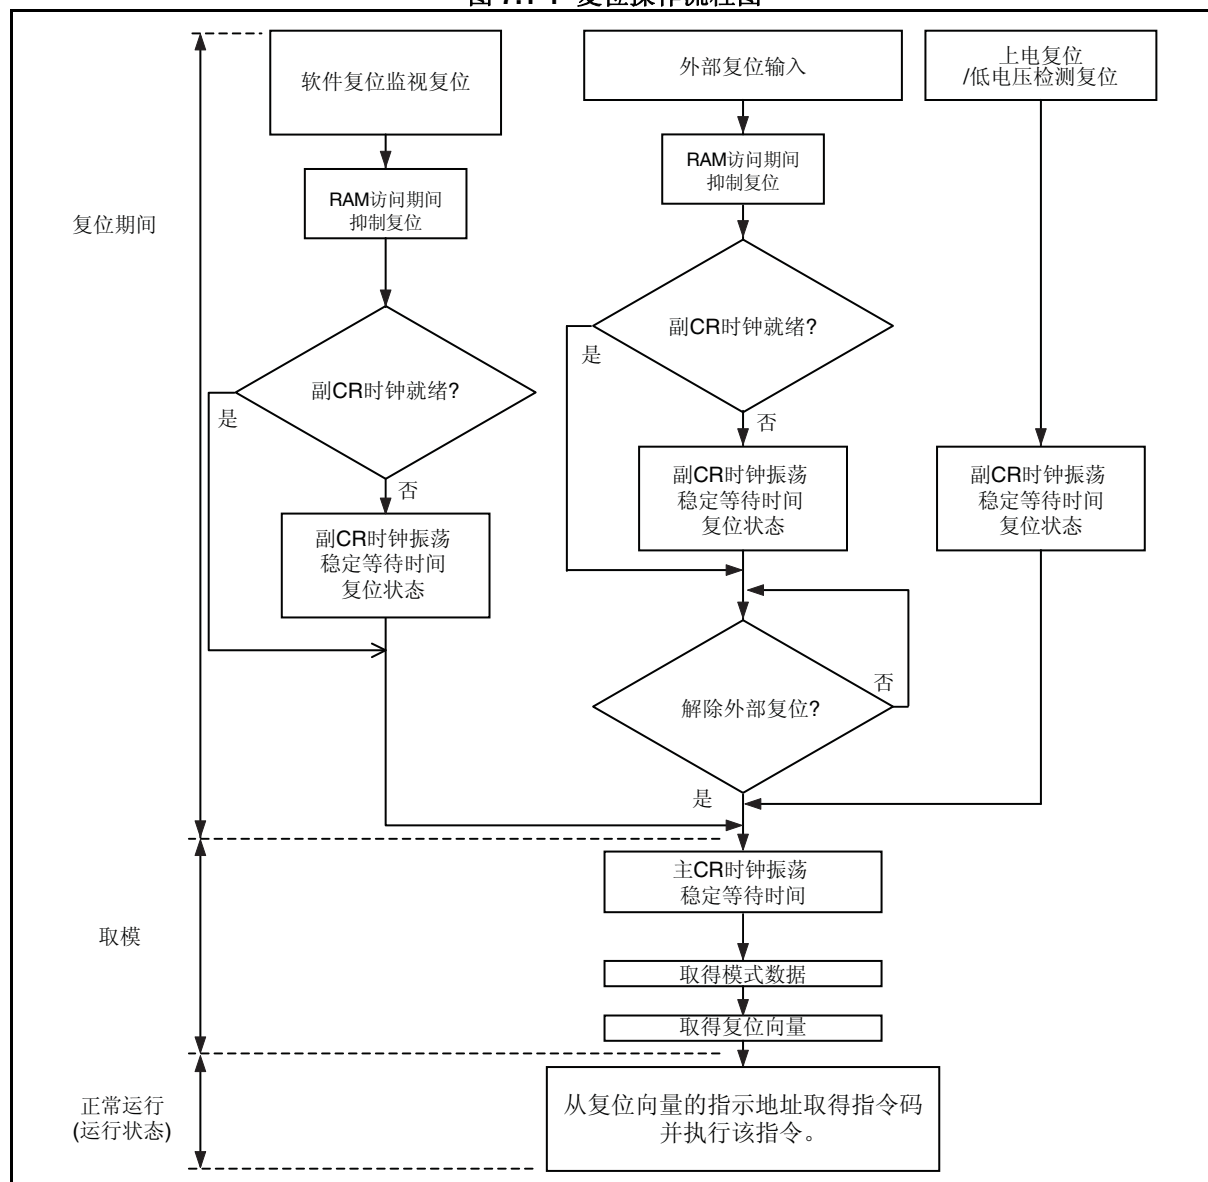 图 7.1-1 复位操作流程图
软件复位监视复位
外部复位输入
上电复位
/低电压检测复位
RAM访问期间
抑制复位
RAM访问期间
抑制复位
复位期间
副CR时钟就绪?
是
否
副CR时钟就绪?
是
否
副CR时钟振荡
稳定等待时间
复位状态
副CR时钟振荡
稳定等待时间
复位状态
副CR时钟振荡
稳定等待时间
复位状态
解除外部复位?
否
是
主CR时钟振荡
稳定等待时间
取模
取得模式数据
取得复位向量
正常运行
(运行状态)
从复位向量的指示地址取得指令码
并执行该指令。